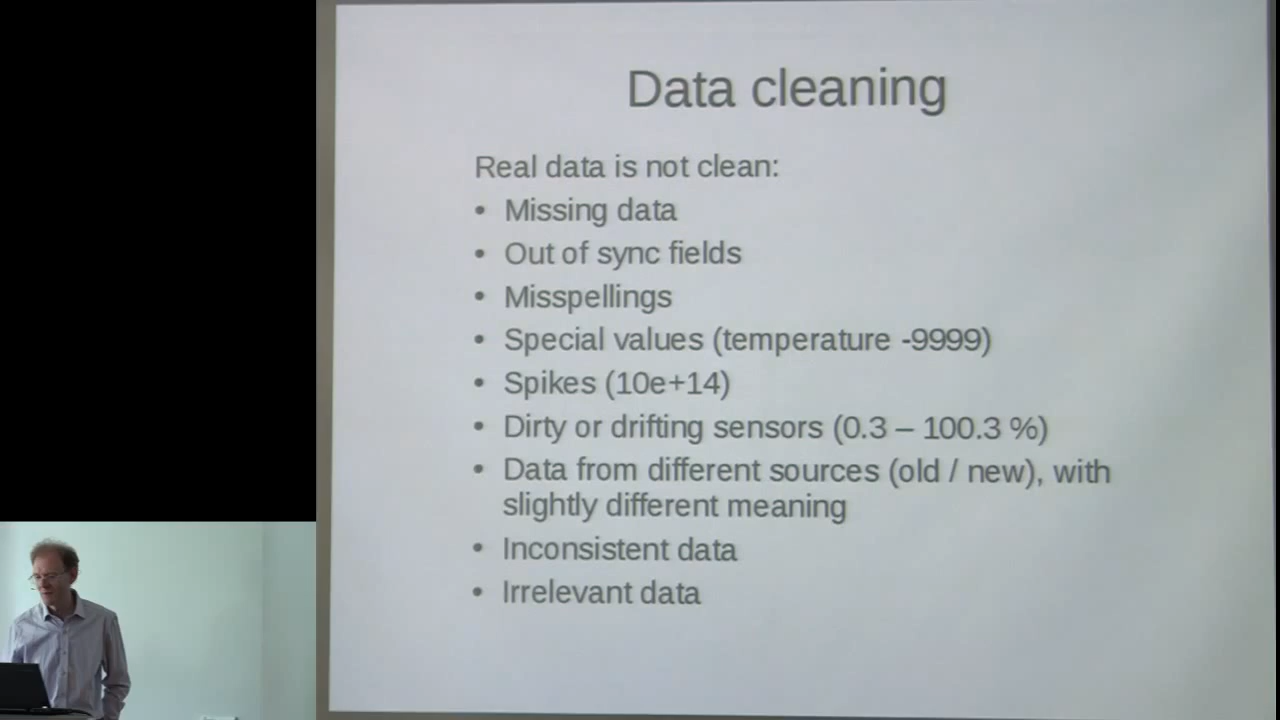 Data cleaning
Real data is not clean:
• Missing data
• Out of sync fields
• Misspellings
• Special values (temperature -9999)
• Spikes (10e+14)
• Dirty or drifting sensors (0.3 – 100.3 %)
• Data from different sources (old / new), with
slightly different meaning
• Inconsistent data
• Irrelevant data